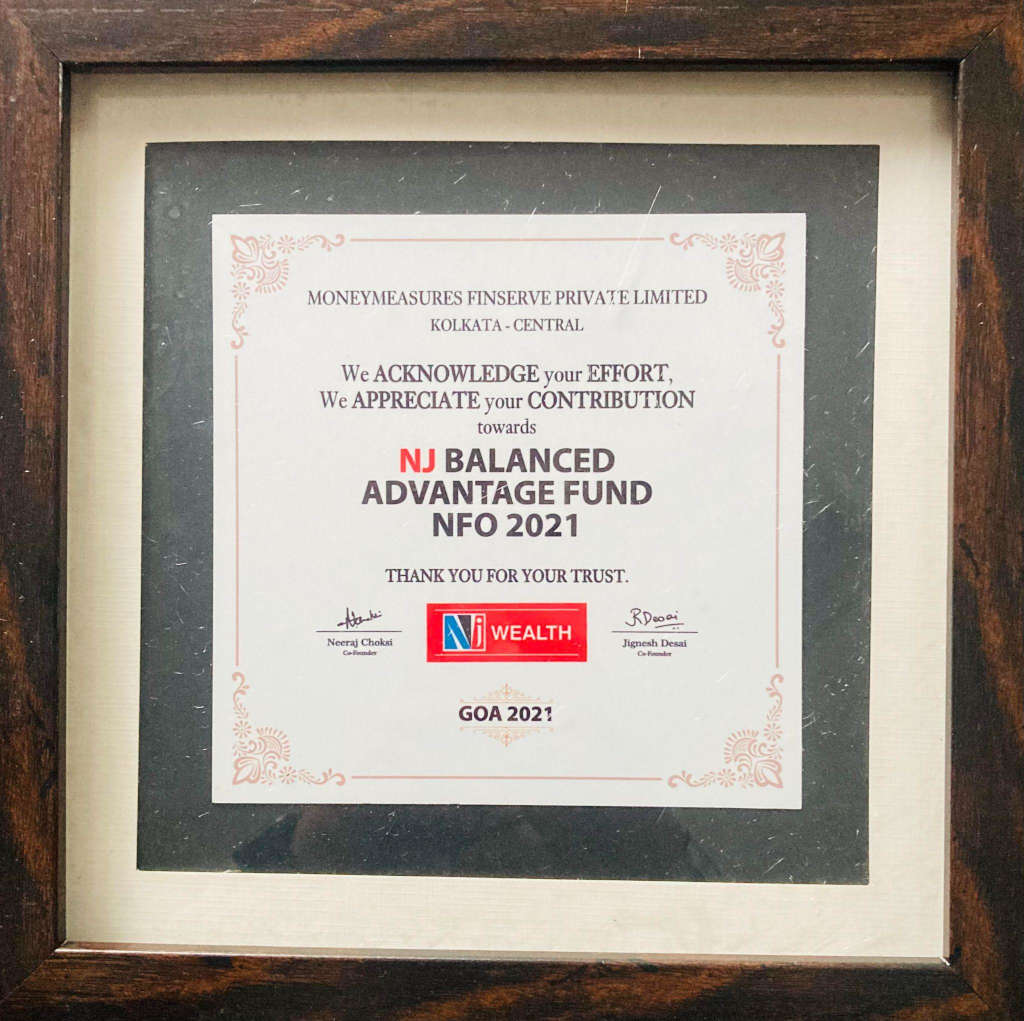 MONEYMEASURES FINSERVE PRIVATE LIMITED
KOLKATA - CENTRAL
We ACKNOWLEDGE your EFFORT,
We APPRECIATE your CONTRIBUTION
towards
NJ BALANCED
ADVANTAGE FUND
NFO 2021
THANK YOU FOR YOUR TRUST.
JRDesai
NJ WEALTH
Neeraj Choksi
Co-Founder
Jignesh Desai
Co-Founder
GOA 2021